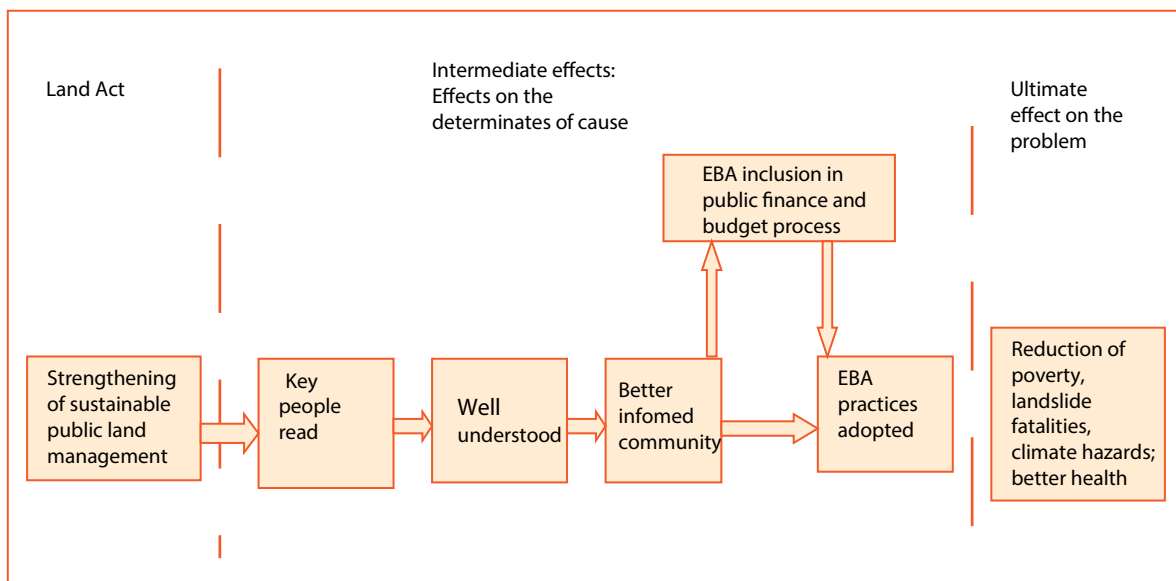 Land Act
Intermediate effects:
Effects on the
determinates of cause
Ultimate
effect on the
problem
EBA inclusion in
public finance and
budget process
Strengthening
of sustainable
public land
management
Key
people
read
Well
understood
Better
infomed
community
EBA
practices
adopted
Reduction of
poverty,
landslide
fatalities,
climate hazards;
better health